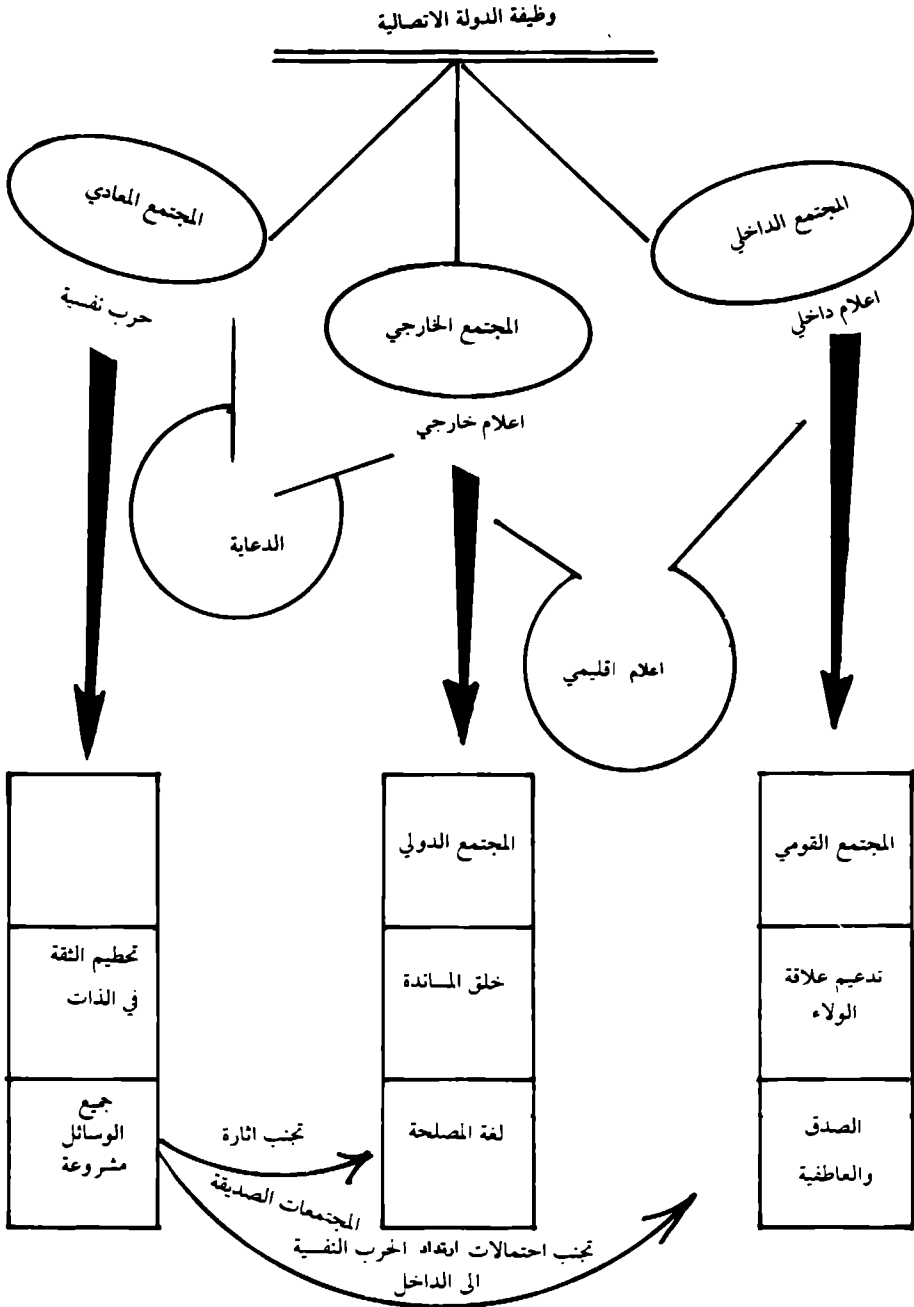 وظيفة الدولة الاتصالية
المجتمع الداخلي
اعلام داخلي
المجتمع الخارجي
اعلام خارجي
المجتمع المعادي
حرب نفسية
الدعاية
اعلام اقليمي
المجتمع القومي
تدعيم علاقة
الولاء
الصدق
والعاطفية
المجتمع الدولي
خلق المساندة
لغة المصلحة
تحطيم الثقة
في الذات
جميع
الوسائل
مشروعة
تجنب اثارة
المجتمعات الصديقة
تجنب احتمالات ارتداد الحرب النفسية
الى الداخل